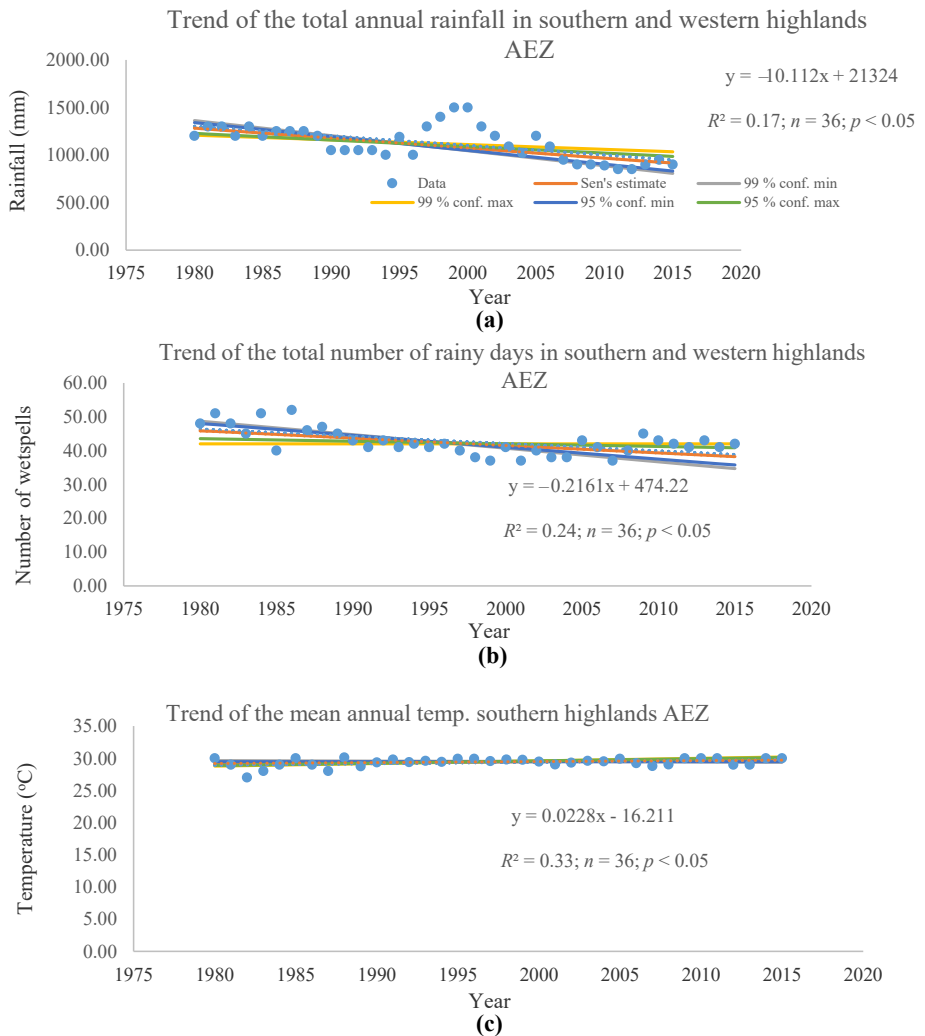 Trend of the total annual rainfall in southern and western highlands
AEZ
2000.00
1500.00
1000.00
500.00
0.00
Rainfall (mm)
y = –10.112x + 21324
R² = 0.17; n = 36; p < 0.05
Data Sen's estimate 99 % conf. min
99 % conf. max 95 % conf. min 95 % conf. max
1975 1980 1985 1990 1995 2000 2005 2010 2015 2020
Year
(a)
Trend of the total number of rainy days in southern and western highlands
AEZ
60.00
50.00
40.00
30.00
20.00
10.00
0.00
Number of wetspells
y = –0.2161x + 474.22
R² = 0.24; n = 36; p < 0.05
1975 1980 1985 1990 1995 2000 2005 2010 2015 2020
Year
(b)
Trend of the mean annual temp. southern highlands AEZ
35.00
30.00
25.00
20.00
15.00
10.00
5.00
0.00
Temperature (°C)
y = 0.0228x - 16.211
R² = 0.33; n = 36; p < 0.05
1975 1980 1985 1990 1995 2000 2005 2010 2015 2020
Year
(c)